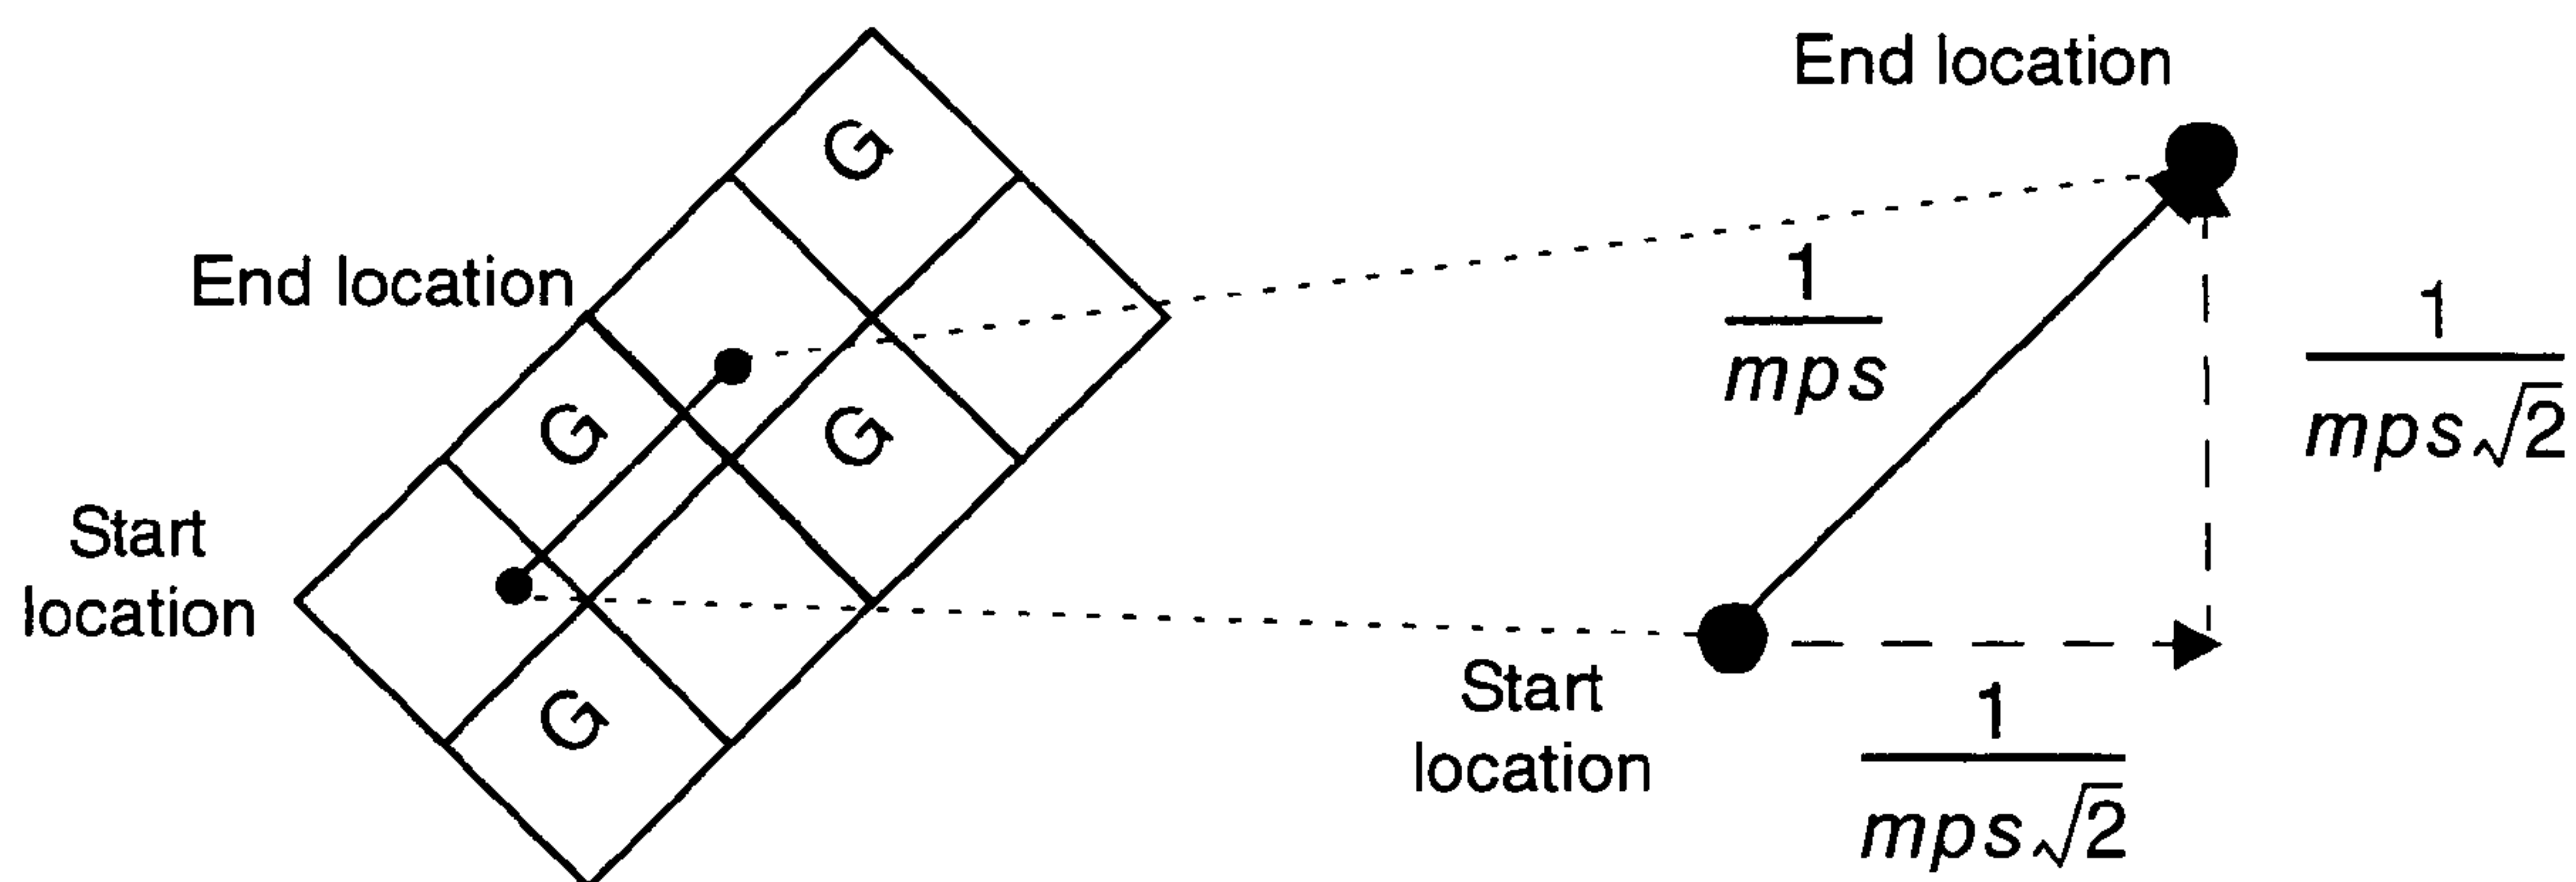 End location
G
End location
1
mps
1
mps√2
G
G
Start
location
Start
location
1
mps√2
G